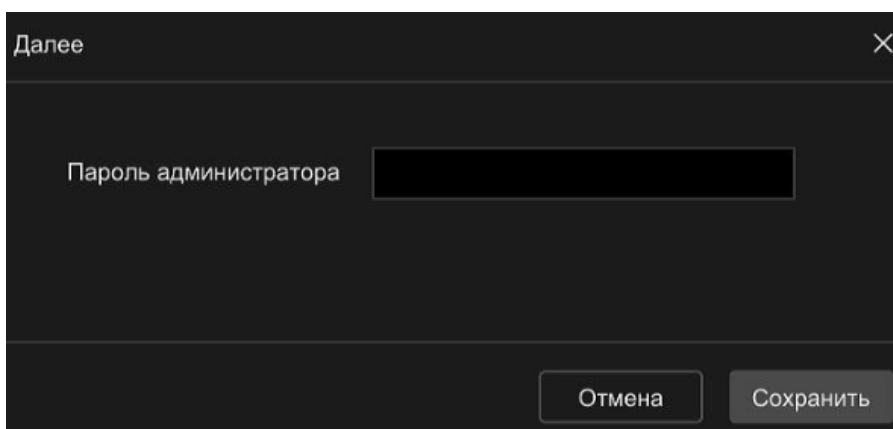 Далее
Пароль администратора
Отмена Сохранить